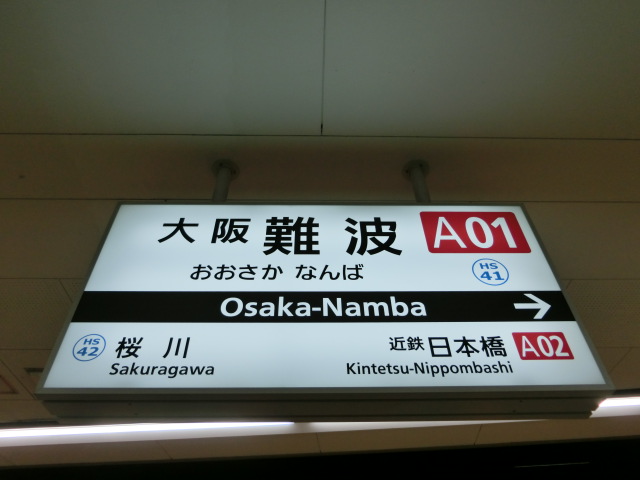 大阪難波 A01
おおさか なんば HS 41
Osaka-Namba →
HS 42 桜川 近鉄日本橋 A02
Sakuragawa Kintetsu-Nippombashi